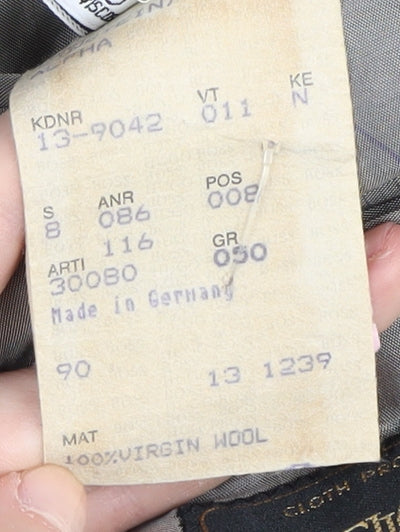 KDNR VT KE
13-9042 011 N
S ANR POS
8 086 008
116
ARTI GR
30080 050
Made in Germany
90 13 1239
MAT
100%VIRGIN WOOL
CLOTH